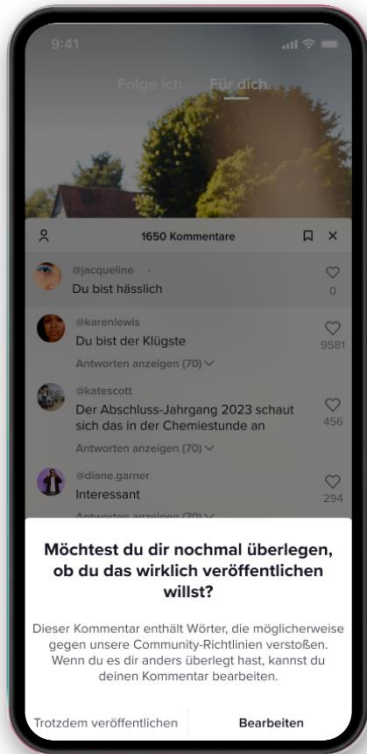 9:41
Folge ich Für dich
1650 Kommentare
@jacqueline ·
Du bist hässlich
0
@karenlewis
Du bist der Klügste
9581
Antworten anzeigen (70)
@katescott
Der Abschluss-Jahrgang 2023 schaut
sich das in der Chemiestunde an
456
Antworten anzeigen (70)
@diane.garner
Interessant
294
Antworten anzeigen (70)
Möchtest du dir nochmal überlegen,
ob du das wirklich veröffentlichen
willst?
Dieser Kommentar enthält Wörter, die möglicherweise
gegen unsere Community-Richtlinien verstoßen.
Wenn du es dir anders überlegt hast, kannst du
deinen Kommentar bearbeiten.
Trotzdem veröffentlichen Bearbeiten